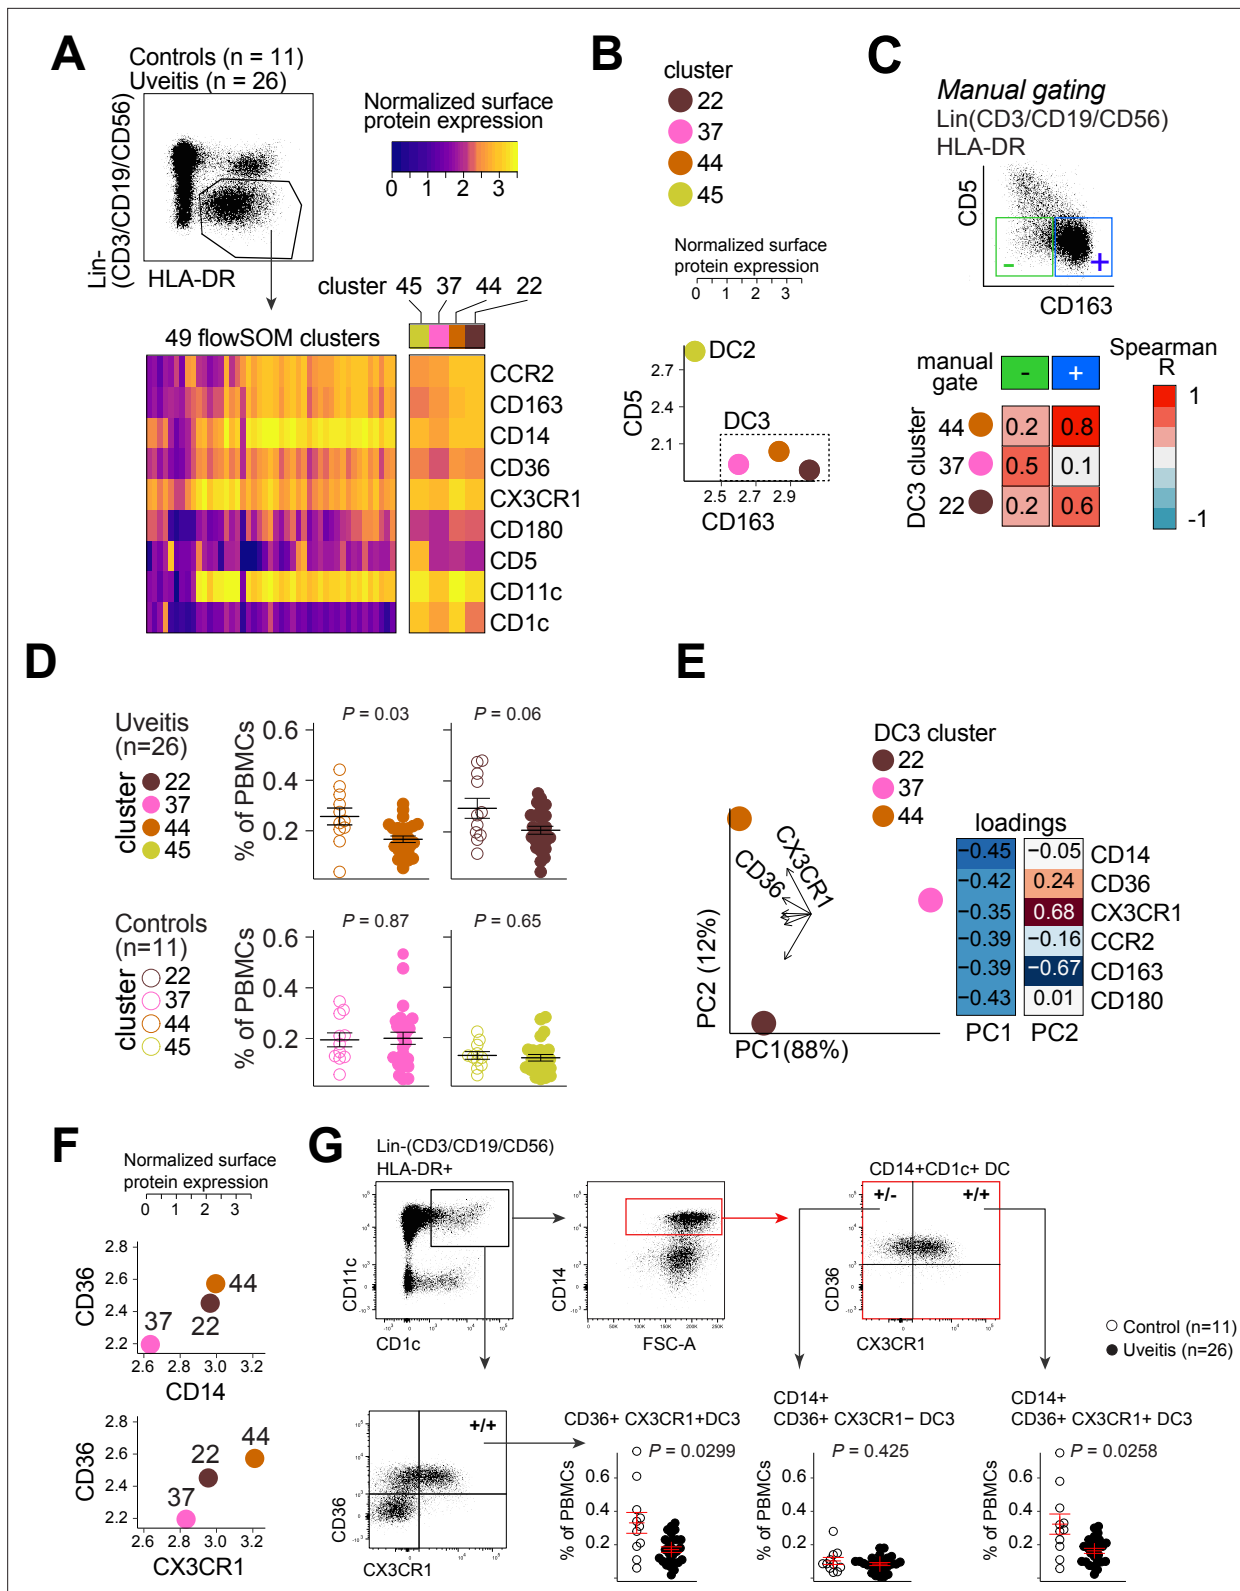 A
Controls (n = 11)
Uveitis (n = 26)
Lin-
(CD3/CD19/CD56)
HLA-DR
Normalized surface
protein expression
0 1 2 3
cluster 45 37 44 22
49 flowSOM clusters
CCR2
CD163
CD14
CD36
CX3CR1
CD180
CD5
CD11c
CD1c
B
cluster
22
37
44
45
Normalized surface
protein expression
0 1 2 3
DC2
DC3
2.7
2.4
2.1
CD5
2.5 2.7 2.9
CD163
C
Manual gating
Lin(CD3/CD19/CD56)
HLA-DR
CD5
- +
CD163
manual
gate
- +
Spearman
R
1
-1
DC3 cluster
44 0.2 0.8
37 0.5 0.1
22 0.2 0.6
D
Uveitis
(n=26)
cluster
22
37
44
45
% of PBMCs
0.6
0.4
0.2
P = 0.03
P = 0.06
Controls
(n=11)
cluster
22
37
44
45
% of PBMCs
0.6
0.4
0.2
P = 0.87
P = 0.65
E
DC3 cluster
22
37
44
CX3CR1
CD36
PC2 (12%)
PC1(88%)
loadings
−0.45 −0.05 CD14
−0.42 0.24 CD36
−0.35 0.68 CX3CR1
−0.39 −0.16 CCR2
−0.39 −0.67 CD163
−0.43 0.01 CD180
PC1 PC2
F
Normalized surface
protein expression
0 1 2 3
2.8
2.6
2.4
2.2
CD36
44
22
37
2.6 2.8 3.0 3.2
CD14
2.8
2.6
2.4
2.2
CD36
44
22
37
2.6 2.8 3.0 3.2
CX3CR1
G
Lin-(CD3/CD19/CD56)
HLA-DR+
CD11c
CD1c
CD14
FSC-A
0 50K 100K 150K 200K 250K
CD14+CD1c+ DC
+/- +/+
CD36
CX3CR1
Control (n=11)
Uveitis (n=26)
+/+
CD36
CX3CR1
CD36+ CX3CR1+DC3
P = 0.0299
% of PBMCs
0.6
0.4
0.2
0
CD14+
CD36+ CX3CR1− DC3
P = 0.425
% of PBMCs
0.6
0.4
0.2
0
CD14+
CD36+ CX3CR1+ DC3
P = 0.0258
% of PBMCs
0.6
0.4
0.2
0